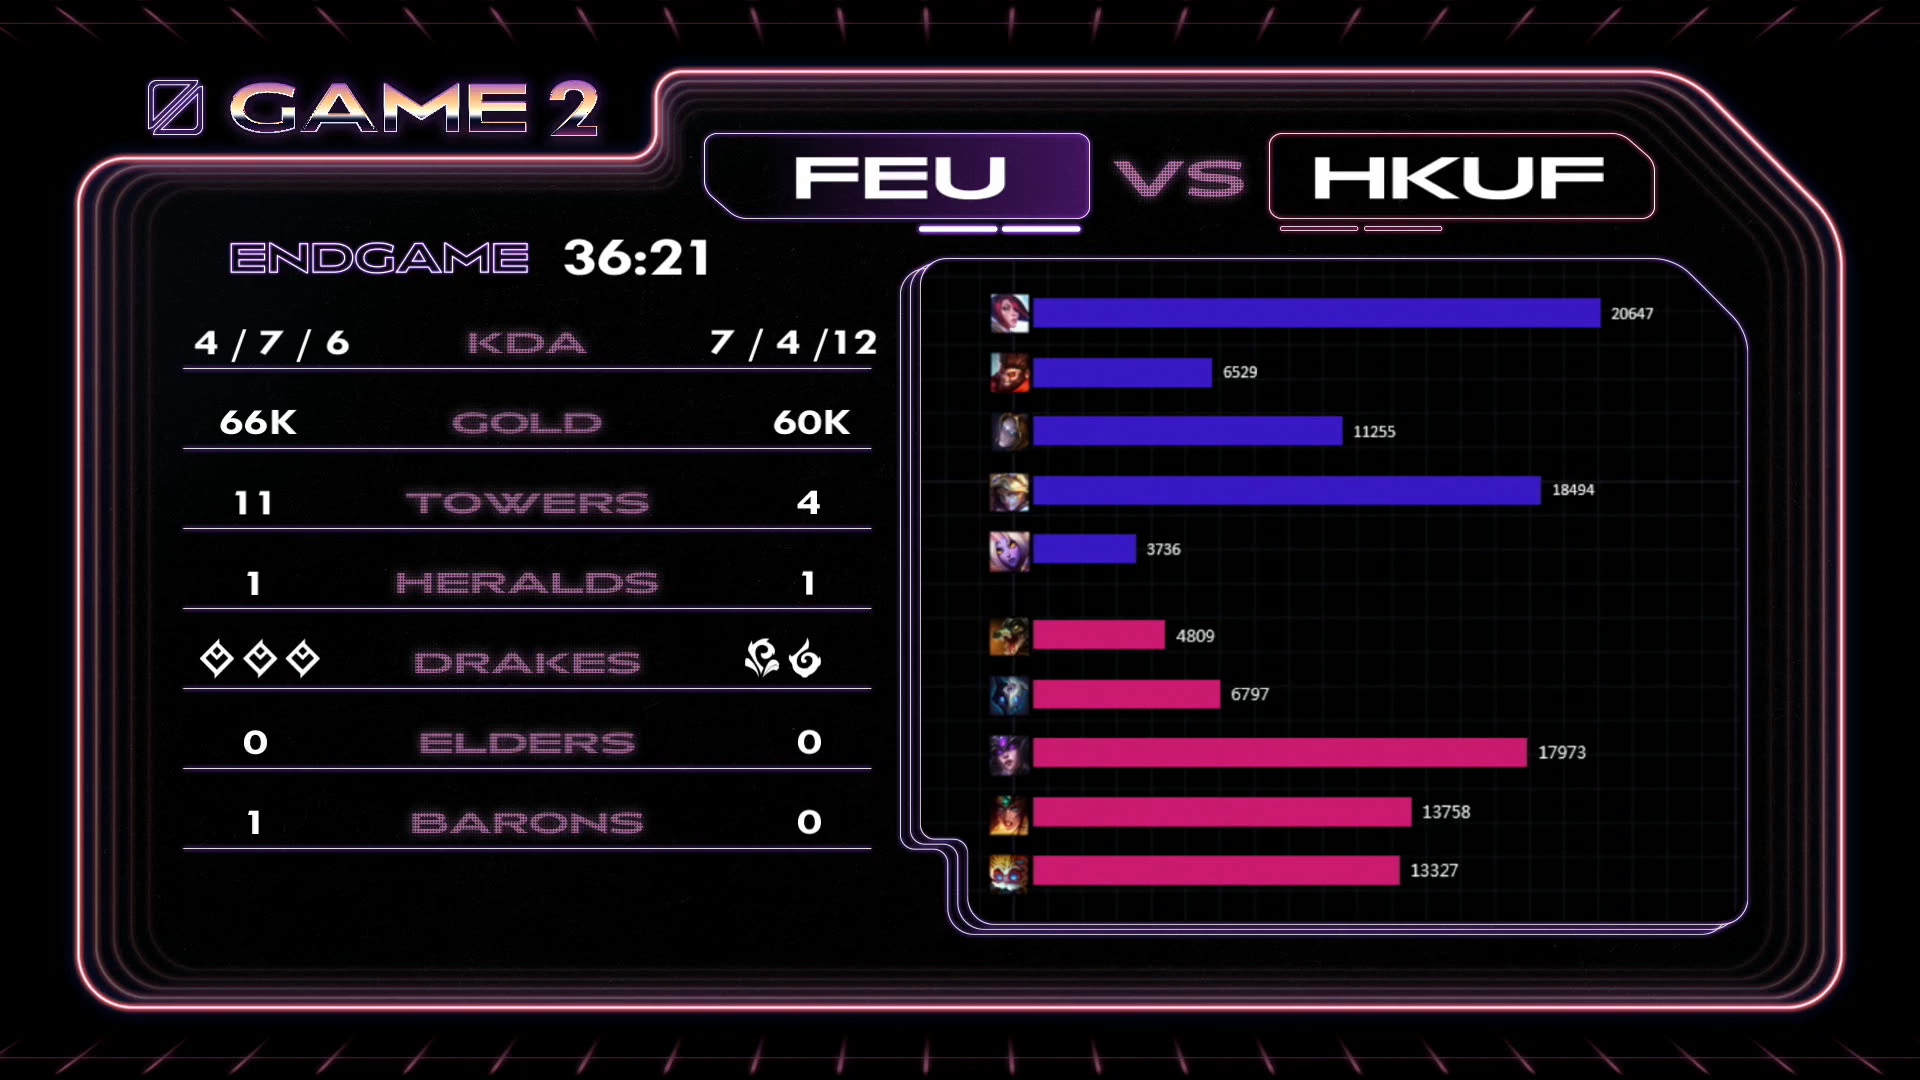 GAME 2
FEU VS HKUF
ENDGAME 36:21
4 / 7 / 6 KDA 7 / 4 /12
66K GOLD 60K
11 TOWERS 4
1 HERALDS 1
DRAKES
0 ELDERS 0
1 BARONS 0
20647
6529
11255
18494
3736
4809
6797
17973
13758
13327